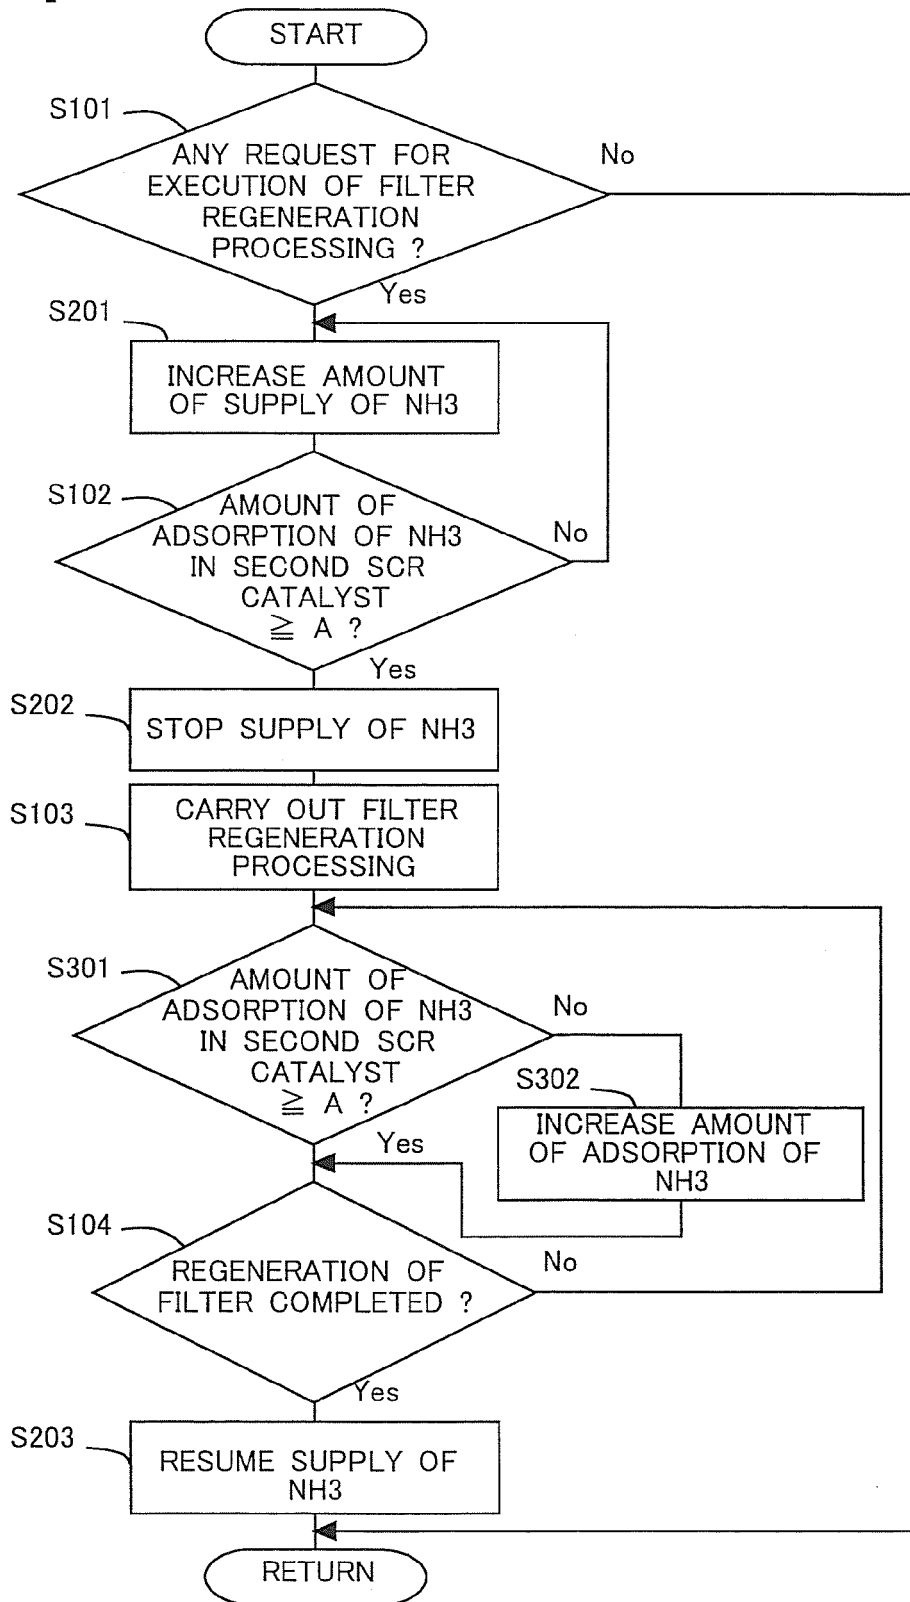 START
S101
ANY REQUEST FOR
EXECUTION OF FILTER
REGENERATION
PROCESSING ?
No
Yes
S201
INCREASE AMOUNT
OF SUPPLY OF NH3
S102
AMOUNT OF
ADSORPTION OF NH3
IN SECOND SCR
CATALYST
≧ A ?
No
Yes
S202
STOP SUPPLY OF NH3
S103
CARRY OUT FILTER
REGENERATION
PROCESSING
S301
AMOUNT OF
ADSORPTION OF NH3
IN SECOND SCR
CATALYST
≧ A ?
No
S302
INCREASE AMOUNT
OF ADSORPTION OF
NH3
Yes
S104
REGENERATION OF
FILTER COMPLETED ?
No
Yes
S203
RESUME SUPPLY OF
NH3
RETURN